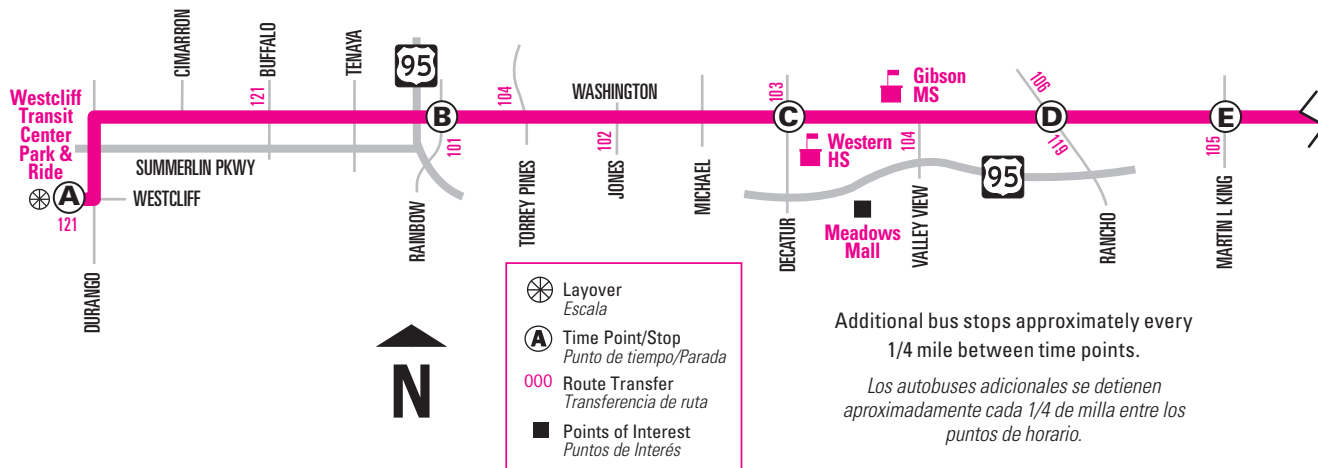 Westcliff
Transit
Center
Park &
Ride
A
121
DURANGO
WESTCLIFF
SUMMERLIN PKWY
CIMARRON
BUFFALO
121
TENAYA
95
B
101
RAINBOW
104
TORREY PINES
WASHINGTON
102
JONES
MICHAEL
103
C
DECATUR
Western
HS
Gibson
MS
Meadows
Mall
104
VALLEY VIEW
95
106
D
119
RANCHO
E
105
MARTIN L KING
N
Layover
Escala
A
Time Point/Stop
Punto de tiempo/Parada
000
Route Transfer
Transferencia de ruta
Points of Interest
Puntos de Interés
Additional bus stops approximately every
1/4 mile between time points.
Los autobuses adicionales se detienen
aproximadamente cada 1/4 de milla entre los
puntos de horario.